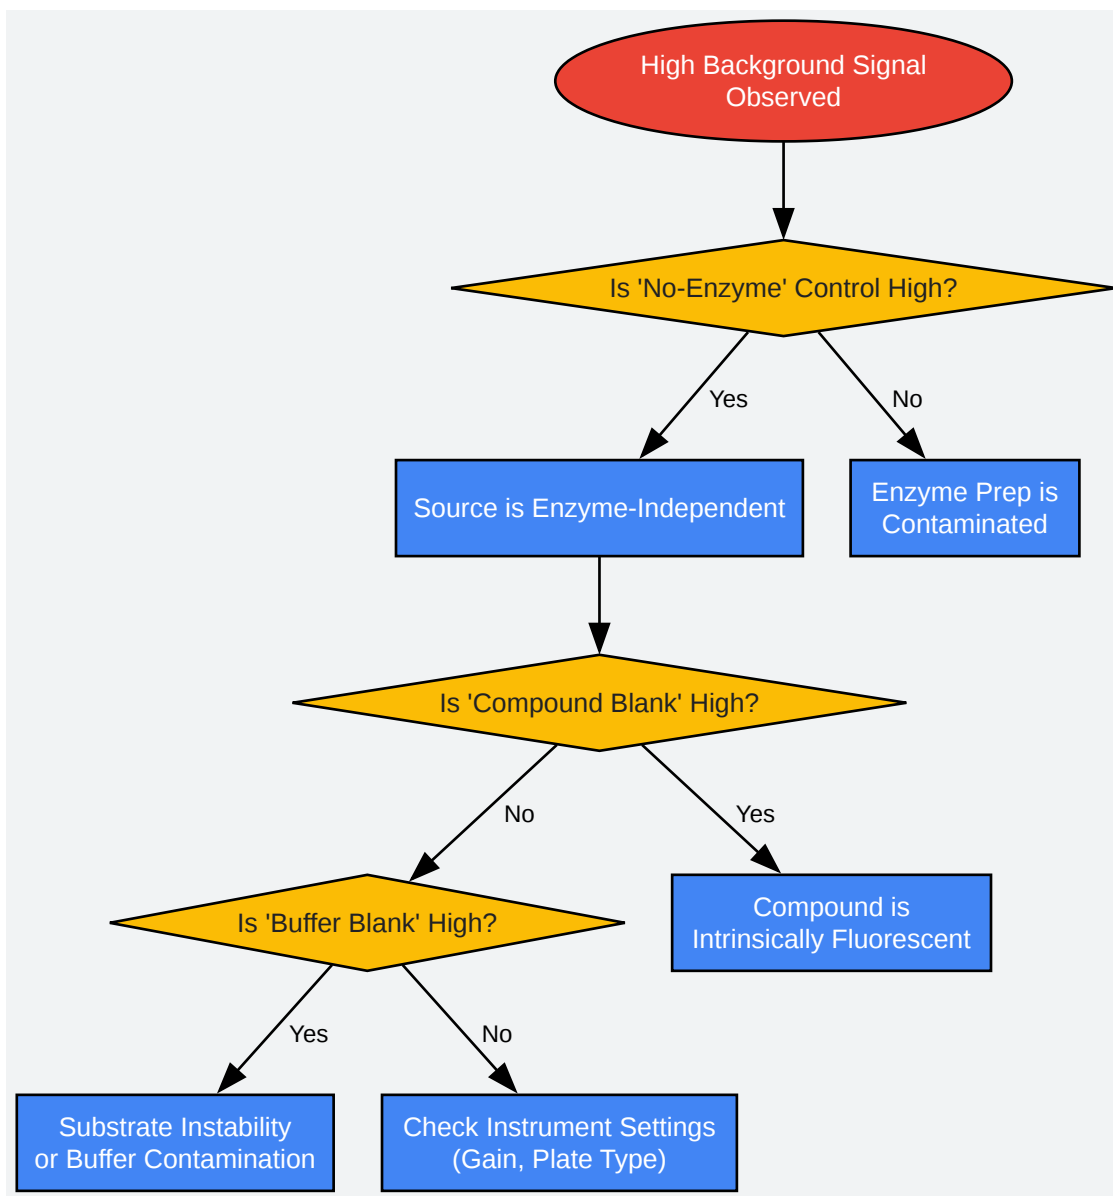 High Background Signal
Observed
Is 'No-Enzyme' Control High?
Yes
No
Source is Enzyme-Independent
Enzyme Prep is
Contaminated
Is 'Compound Blank' High?
No
Yes
Is 'Buffer Blank' High?
Compound is
Intrinsically Fluorescent
Yes
No
Substrate Instability
or Buffer Contamination
Check Instrument Settings
(Gain, Plate Type)